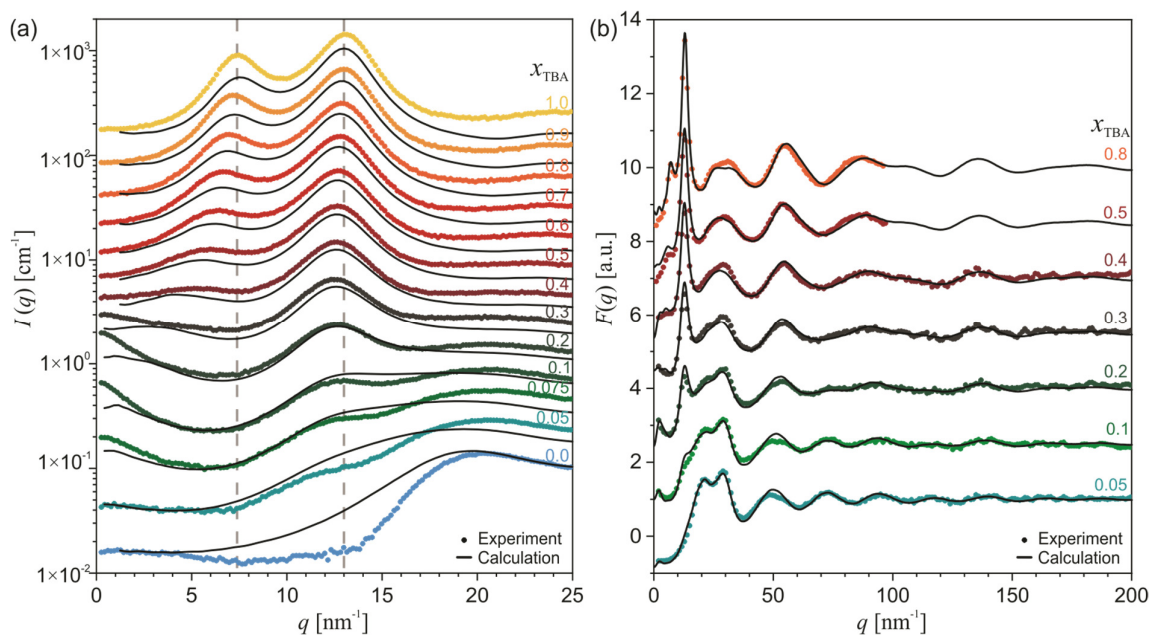 (a)
1×10³
1×10²
1×10¹
1×10⁰
1×10⁻¹
1×10⁻²
I(q) [cm⁻¹]
x_TBA
1.0
0.9
0.8
0.7
0.6
0.5
0.4
0.3
0.2
0.1
0.075
0.05
0.0
Experiment
Calculation
0 5 10 15 20 25
q [nm⁻¹]
(b)
14
12
10
8
6
4
2
0
F(q) [a.u.]
x_TBA
0.8
0.5
0.4
0.3
0.2
0.1
0.05
Experiment
Calculation
0 50 100 150 200
q [nm⁻¹]